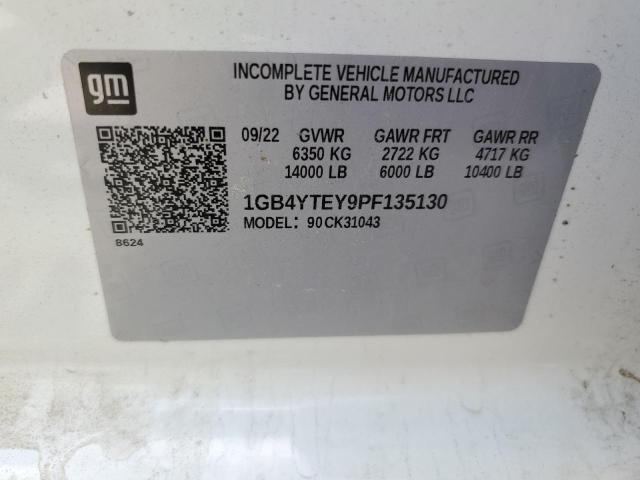 gm
INCOMPLETE VEHICLE MANUFACTURED
BY GENERAL MOTORS LLC
09/22 GVWR GAWR FRT GAWR RR
6350 KG 2722 KG 4717 KG
14000 LB 6000 LB 10400 LB
1GB4YTEY9PF135130
MODEL: 90CK31043
8624